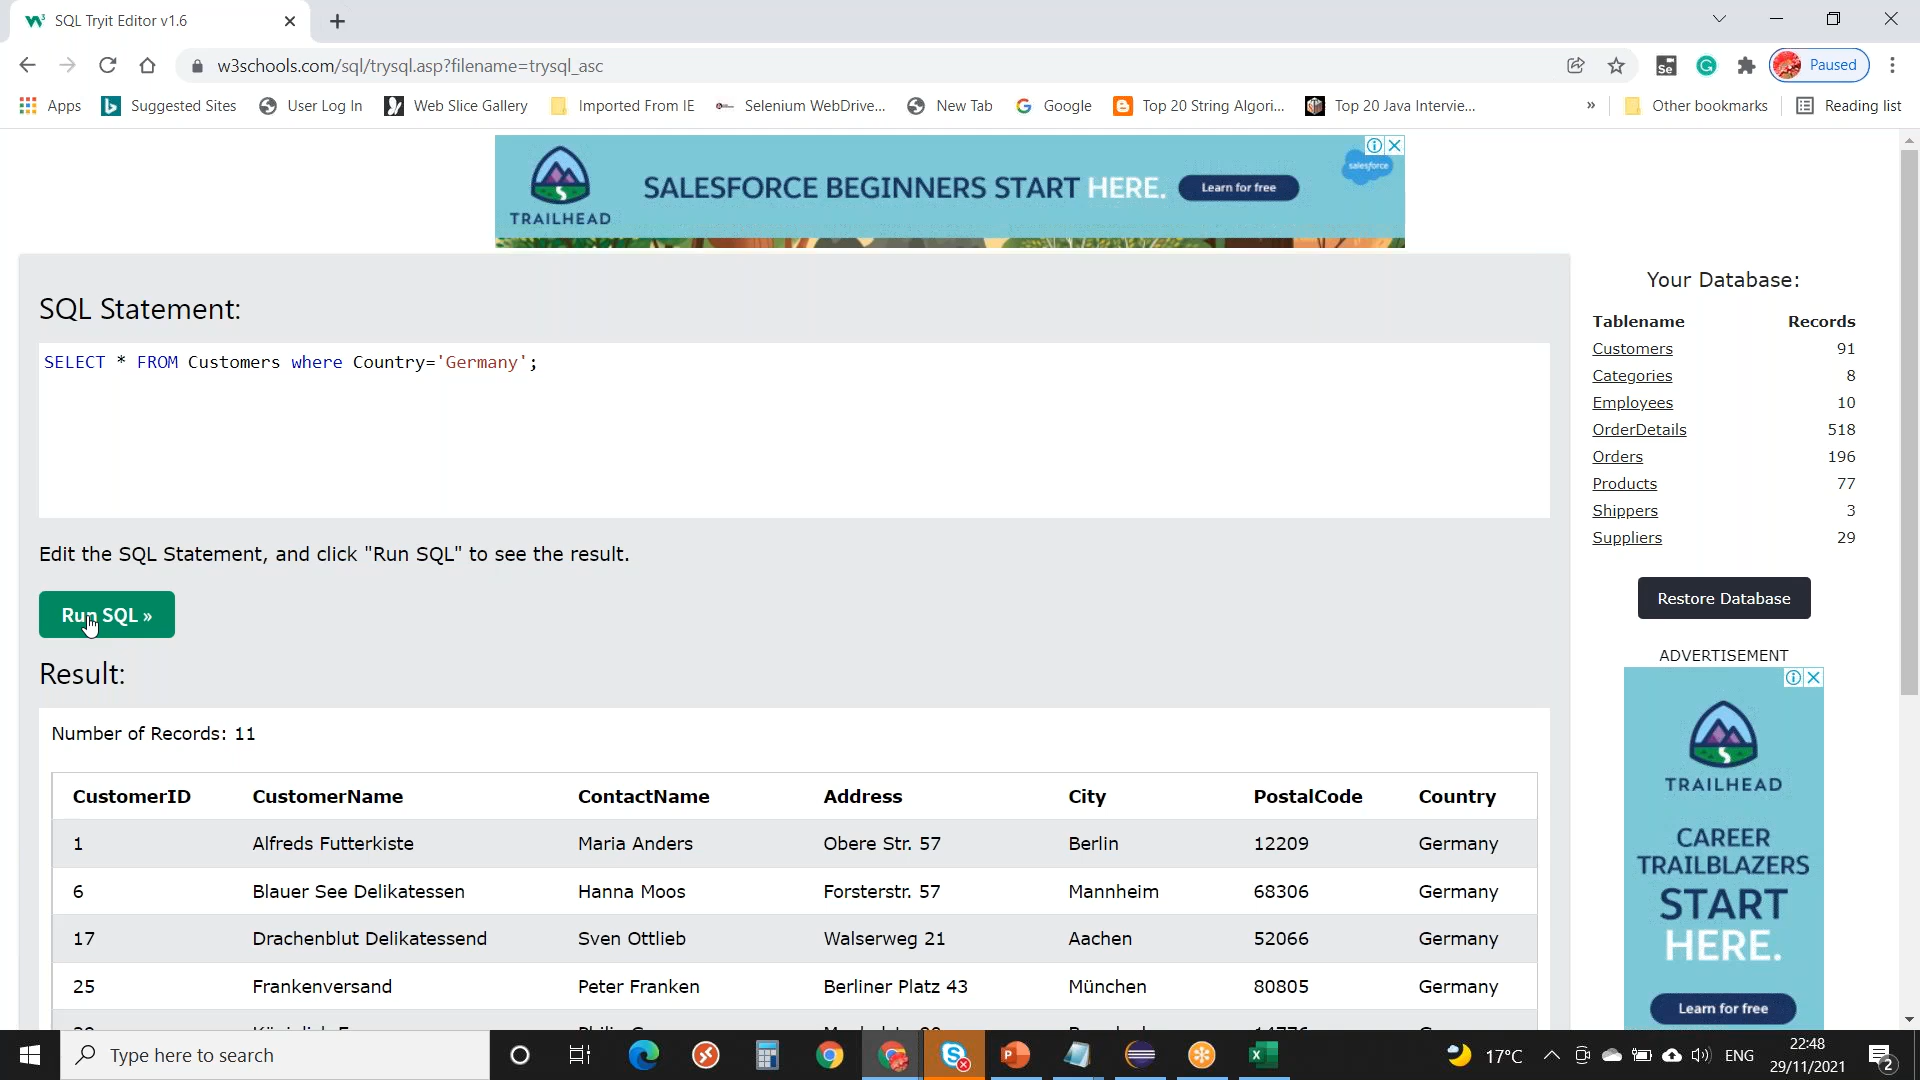 SQL Tryit Editor v1.6
w3schools.com/sql/trysql.asp?filename=trysql_asc
Se
G
Paused
Apps
Suggested Sites
User Log In
Web Slice Gallery
Imported From IE
Selenium WebDrive...
New Tab
Google
Top 20 String Algori...
Top 20 Java Intervie...
»
Other bookmarks
Reading list
TRAILHEAD
SALESFORCE BEGINNERS START HERE.
Learn for free
salesforce
SQL Statement:
SELECT * FROM Customers where Country='Germany';
Edit the SQL Statement, and click "Run SQL" to see the result.
Run SQL »
Result:
Number of Records: 11
CustomerID CustomerName ContactName Address City PostalCode Country
1 Alfreds Futterkiste Maria Anders Obere Str. 57 Berlin 12209 Germany
6 Blauer See Delikatessen Hanna Moos Forsterstr. 57 Mannheim 68306 Germany
17 Drachenblut Delikatessend Sven Ottlieb Walserweg 21 Aachen 52066 Germany
25 Frankenversand Peter Franken Berliner Platz 43 München 80805 Germany
Your Database:
Tablename Records
Customers 91
Categories 8
Employees 10
OrderDetails 518
Orders 196
Products 77
Shippers 3
Suppliers 29
Restore Database
ADVERTISEMENT
TRAILHEAD
CAREER
TRAILBLAZERS
START
HERE.
Learn for free
Type here to search
17°C
ENG
22:48
29/11/2021
2